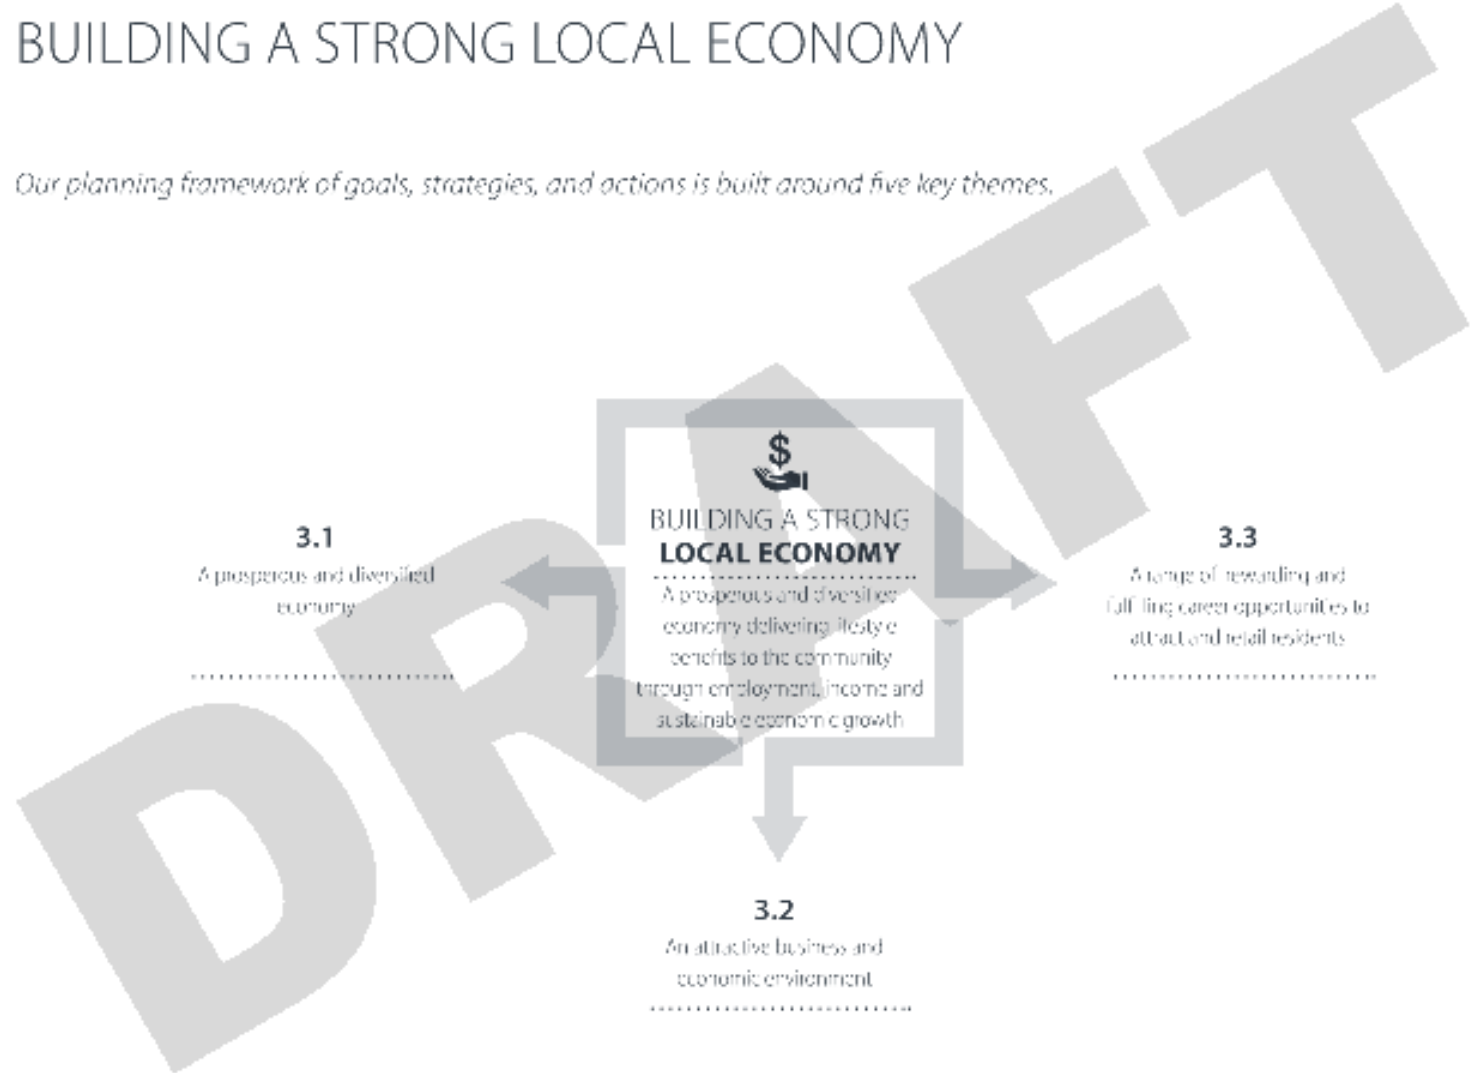 BUILDING A STRONG LOCAL ECONOMY
Our planning framework of goals, strategies, and actions is built around five key themes.
$
BUILDING A STRONG
LOCAL ECONOMY
A prosperous and diversified
economy delivering lifestyle
benefits to the community
through employment, income and
sustainable economic growth
3.1
A prosperous and diversified
economy
3.3
A range of rewarding and
fulfilling career opportunities to
attract and retail residents
3.2
An attractive business and
economic environment
DRAFT